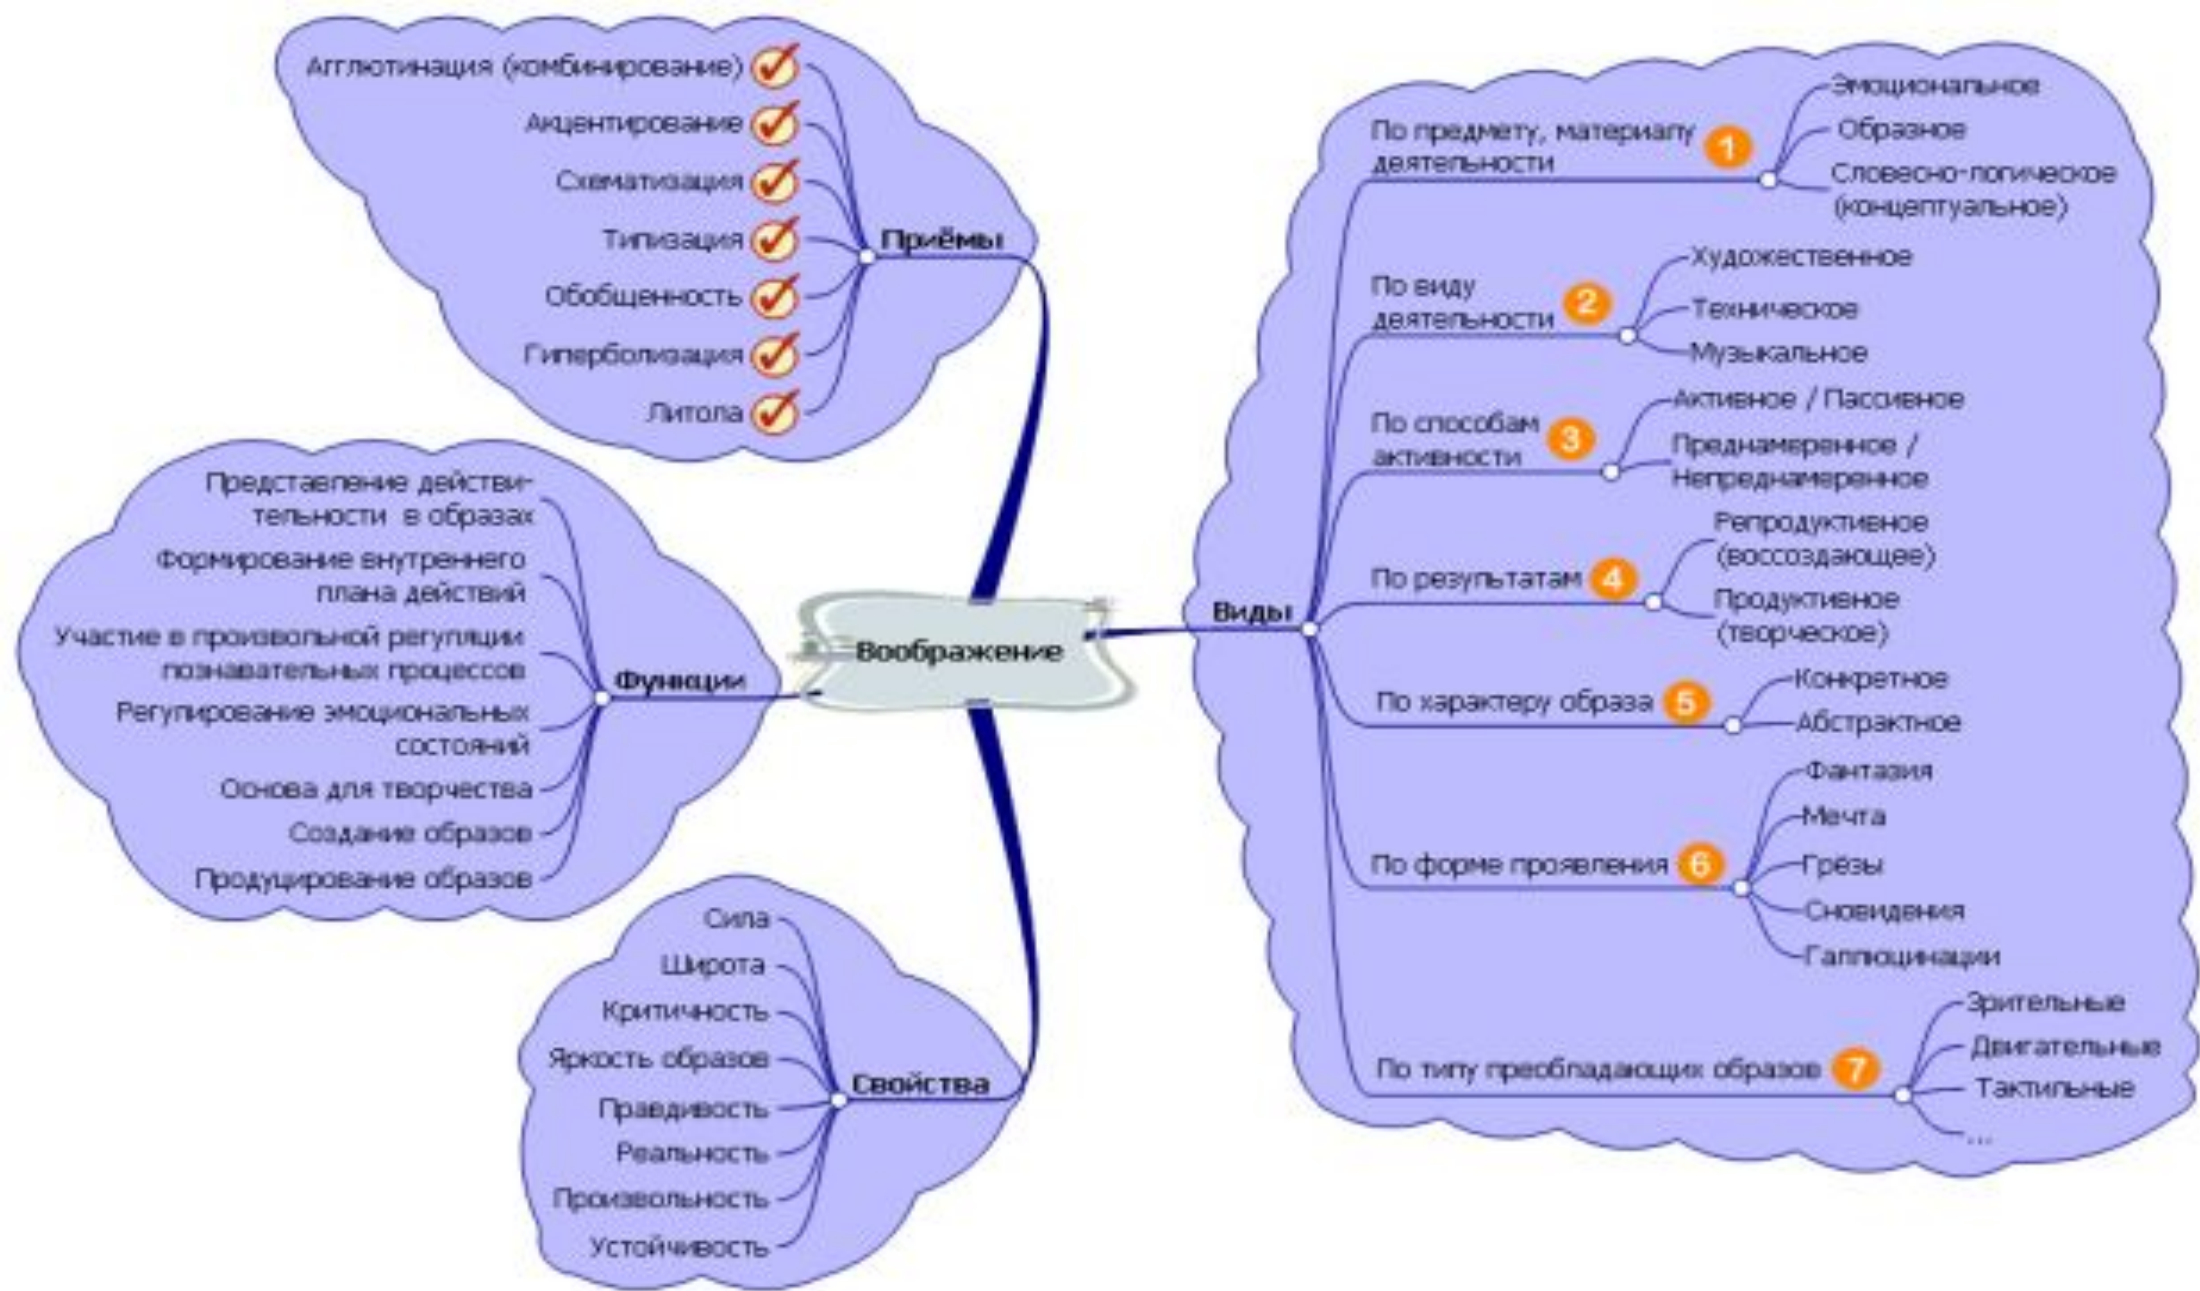 Агглютинация (комбинирование)
Акцентирование
Схематизация
Типизация
Обобщенность
Гиперболизация
Литола
Приёмы
Представление действи-
тельности в образах
Формирование внутреннего
плана действий
Участие в произвольной регуляции
познавательных процессов
Регулирование эмоциональных
состояний
Основа для творчества
Создание образов
Продуцирование образов
Функции
Сила
Широта
Критичность
Яркость образов
Правдивость
Реальность
Произвольность
Устойчивость
Свойства
Воображение
Виды
По предмету, материалу
деятельности
1
Эмоциональное
Образное
Словесно-логическое
(концептуальное)
По виду
деятельности
2
Художественное
Техническое
Музыкальное
По способам
активности
3
Активное / Пассивное
Преднамеренное /
Непреднамеренное
По результатам 4
Репродуктивное
(воссоздающее)
Продуктивное
(творческое)
По характеру образа 5
Конкретное
Абстрактное
По форме проявления 6
Фантазия
Мечта
Грёзы
Сновидения
Галлюцинации
По типу преобладающих образов 7
Зрительные
Двигательные
Тактильные
...